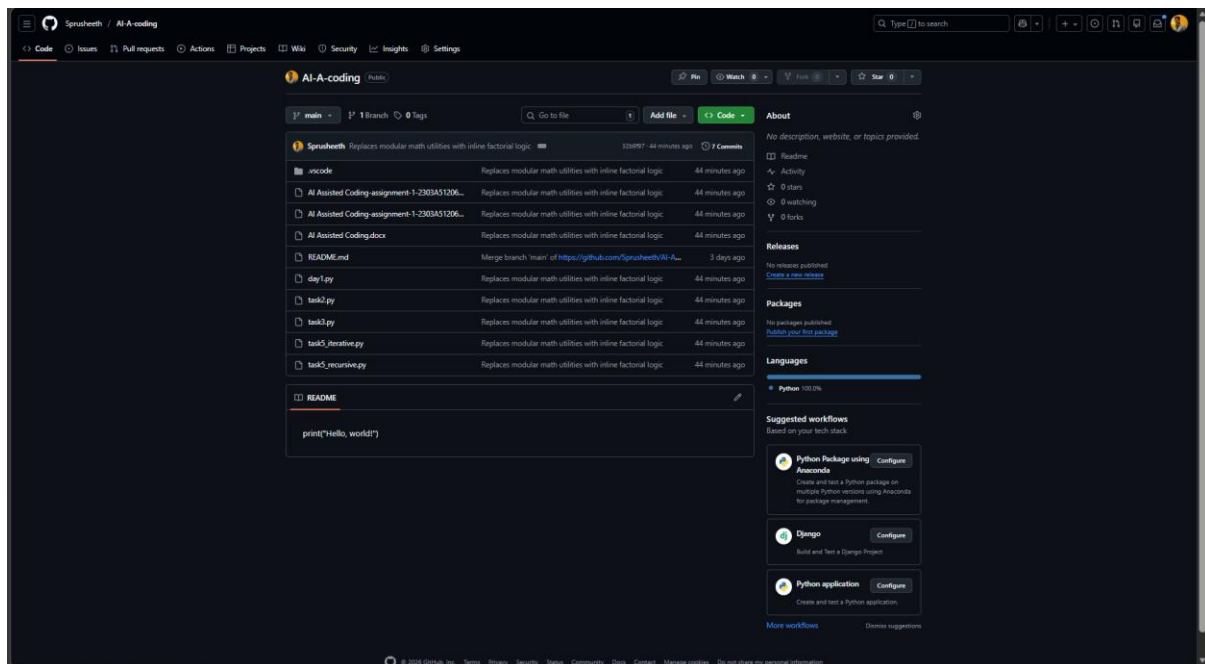 Sprusheeth / AI-A-coding
Type / to search
Code Issues Pull requests Actions Projects Wiki Security Insights Settings
AI-A-coding Public
Pin Watch 0 Fork 0 Star 0
main 1 Branch 0 Tags
Go to file t Add file Code
Sprusheeth Replaces modular math utilities with inline factorial logic 44 minutes ago 7 Commits
.vscode Replaces modular math utilities with inline factorial logic 44 minutes ago
AI Assisted Coding-assignment-1-2303A51206... Replaces modular math utilities with inline factorial logic 44 minutes ago
AI Assisted Coding-assignment-1-2303A51206... Replaces modular math utilities with inline factorial logic 44 minutes ago
AI Assisted Coding.docx Replaces modular math utilities with inline factorial logic 44 minutes ago
README.md Merge branch 'main' of https://github.com/Sprusheeth/AI-A... 3 days ago
day1.py Replaces modular math utilities with inline factorial logic 44 minutes ago
task2.py Replaces modular math utilities with inline factorial logic 44 minutes ago
task3.py Replaces modular math utilities with inline factorial logic 44 minutes ago
task5_iterative.py Replaces modular math utilities with inline factorial logic 44 minutes ago
task5_recursive.py Replaces modular math utilities with inline factorial logic 44 minutes ago
README
print("Hello, world!")
About
No description, website, or topics provided.
Readme
Activity
0 stars
0 watching
0 forks
Releases
No releases published
Create a new release
Packages
No packages published
Publish your first package
Languages
Python 100.0%
Suggested workflows
Based on your tech stack
Python Package using Anaconda
Configure
Create and test a Python package on
multiple Python versions using Anaconda
for package management.
Django
Configure
Build and Test a Django Project
Python application
Configure
Create and test a Python application.
More workflows Dismiss suggestions
© 2026 GitHub, Inc. Terms Privacy Security Status Community Docs Contact Manage cookies Do not share my personal information